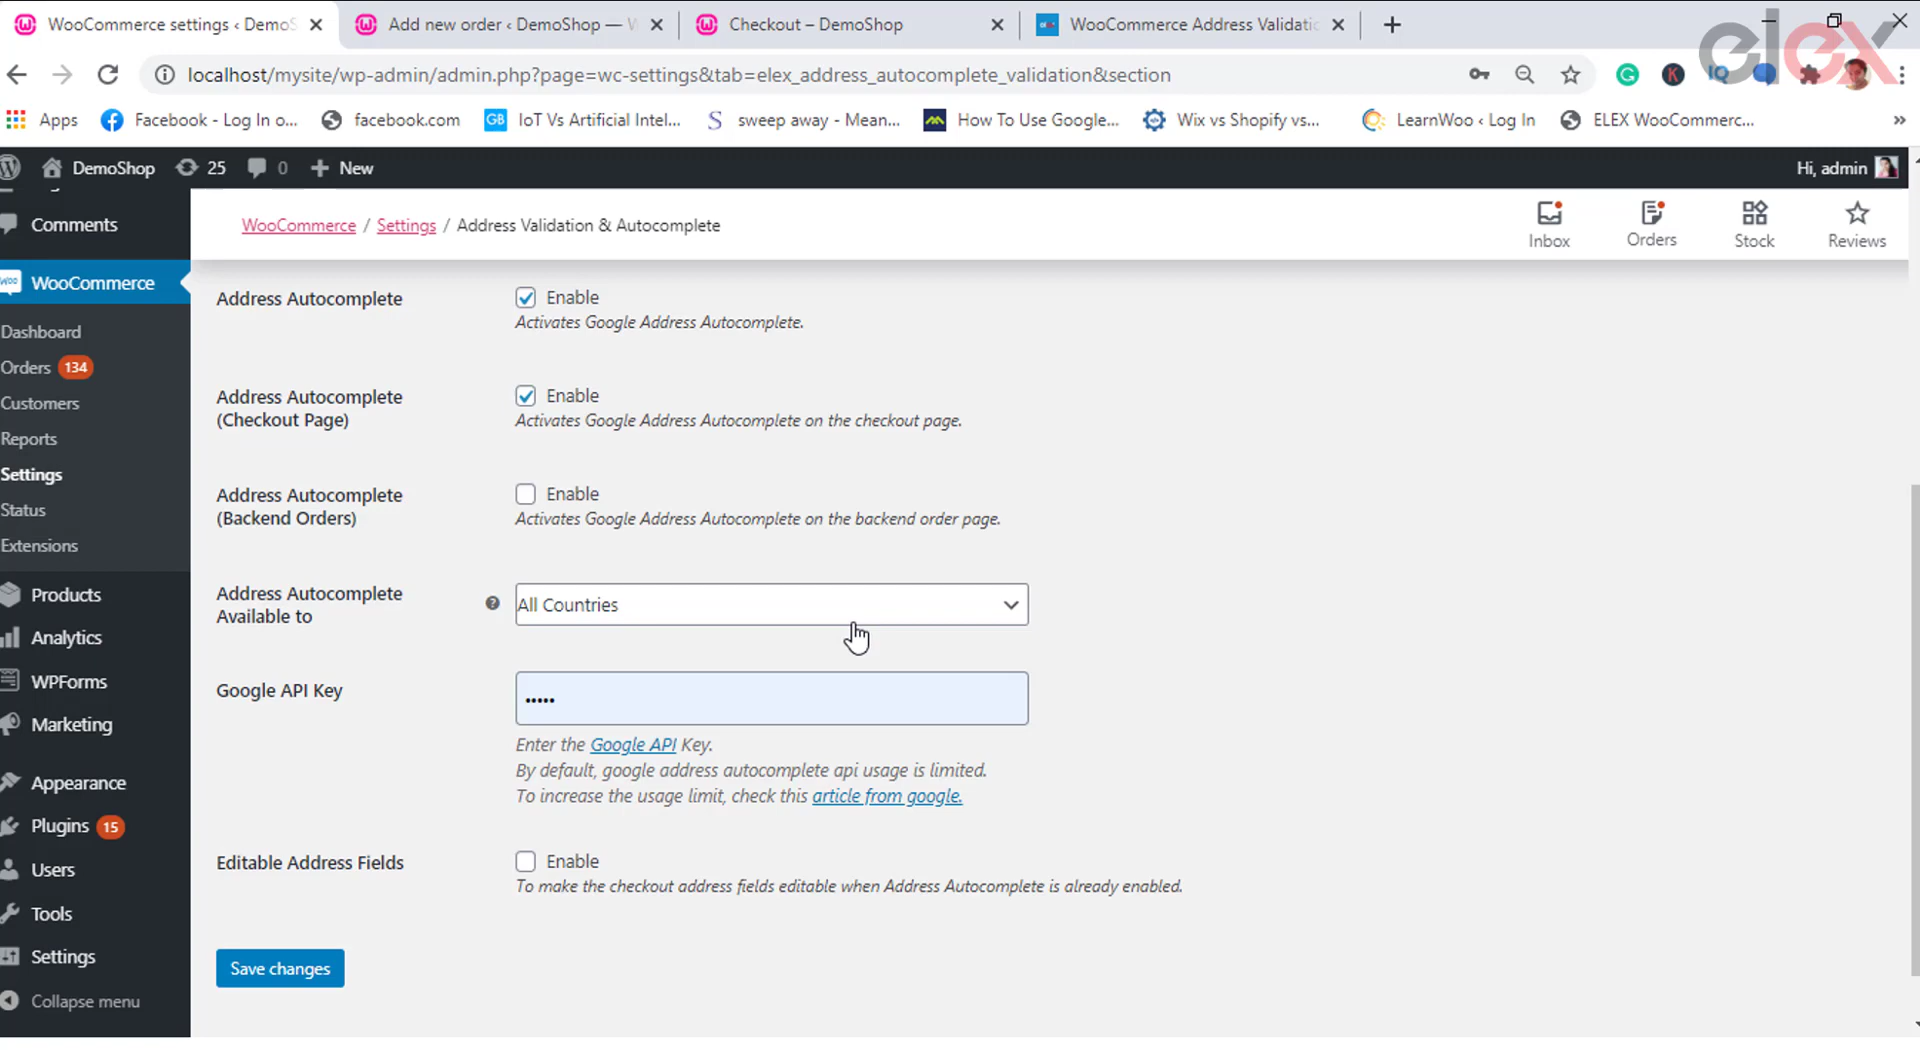 WooCommerce settings ‹ DemoS
Add new order ‹ DemoShop — W
Checkout – DemoShop
WooCommerce Address Validati
elex
localhost/mysite/wp-admin/admin.php?page=wc-settings&tab=elex_address_autocomplete_validation&section
Apps
Facebook - Log In o...
facebook.com
GB
IoT Vs Artificial Intel...
S
sweep away - Mean...
How To Use Google...
Wix vs Shopify vs...
LearnWoo ‹ Log In
ELEX WooCommerc...
»
DemoShop
25
0
New
Hi, admin
Comments
WooCommerce / Settings / Address Validation & Autocomplete
Inbox
Orders
Stock
Reviews
WooCommerce
Dashboard
Orders 134
Customers
Reports
Settings
Status
Extensions
Products
Analytics
WPForms
Marketing
Appearance
Plugins 15
Users
Tools
Settings
Collapse menu
Address Autocomplete
Enable
Activates Google Address Autocomplete.
Address Autocomplete
(Checkout Page)
Enable
Activates Google Address Autocomplete on the checkout page.
Address Autocomplete
(Backend Orders)
Enable
Activates Google Address Autocomplete on the backend order page.
Address Autocomplete
Available to
All Countries
Google API Key
•••••
Enter the Google API Key.
By default, google address autocomplete api usage is limited.
To increase the usage limit, check this article from google.
Editable Address Fields
Enable
To make the checkout address fields editable when Address Autocomplete is already enabled.
Save changes